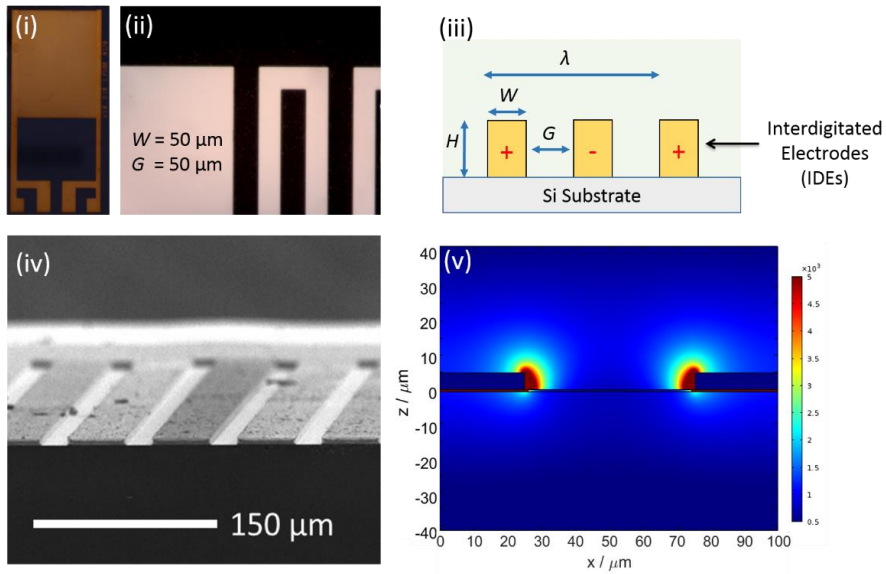 (i)
(ii)
W = 50 µm
G = 50 µm
(iii)
λ
W
H
G
+
-
+
Si Substrate
Interdigitated
Electrodes
(IDEs)
(iv)
150 µm
(v)
z / µm
40
30
20
10
0
-10
-20
-30
-40
0 10 20 30 40 50 60 70 80 90 100
x / µm
×10³
5
4.5
4
3.5
3
2.5
2
1.5
1
0.5